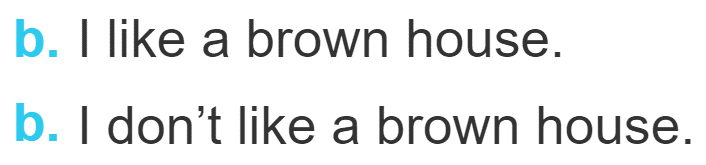 b. I like a brown house.
b. I don’t like a brown house.